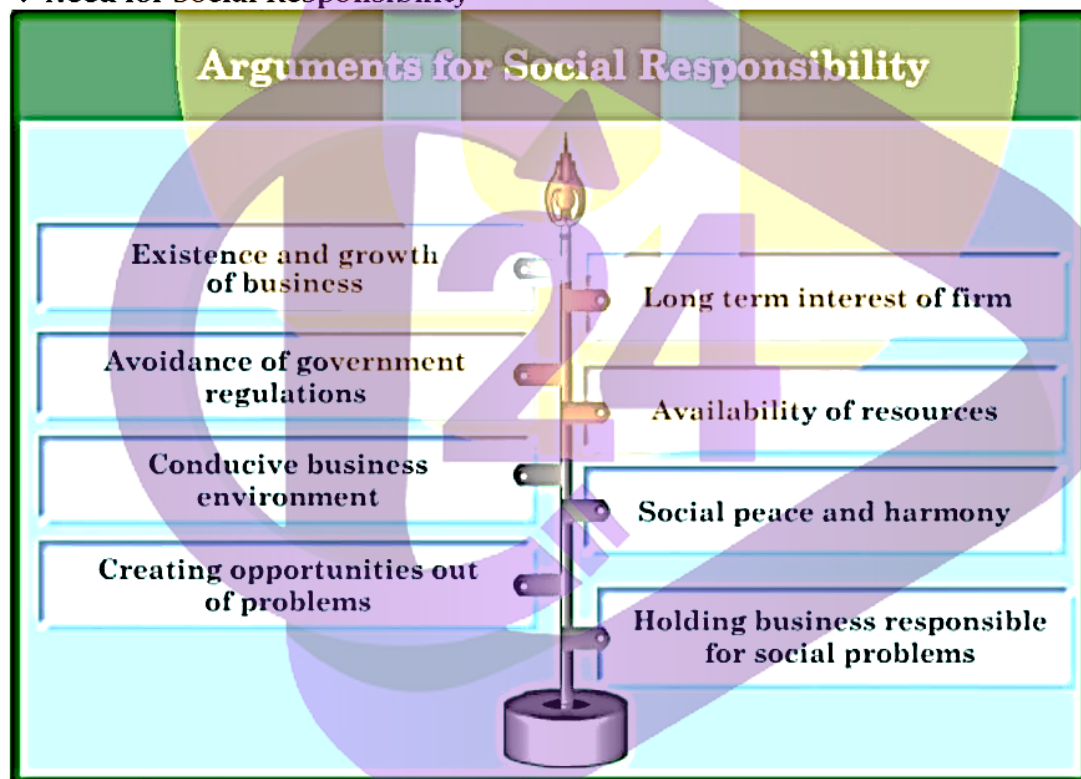 Need for Social Responsibility
Arguments for Social Responsibility
Existence and growth
of business
Long term interest of firm
Avoidance of government
regulations
Availability of resources
Conducive business
environment
Social peace and harmony
Creating opportunities out
of problems
Holding business responsible
for social problems
24
in